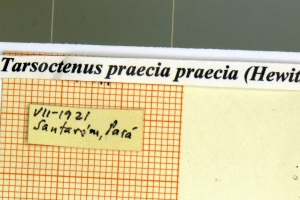 Tarsoctenus praecia praecia (Hewit
VII-1921
Santarém, Pará